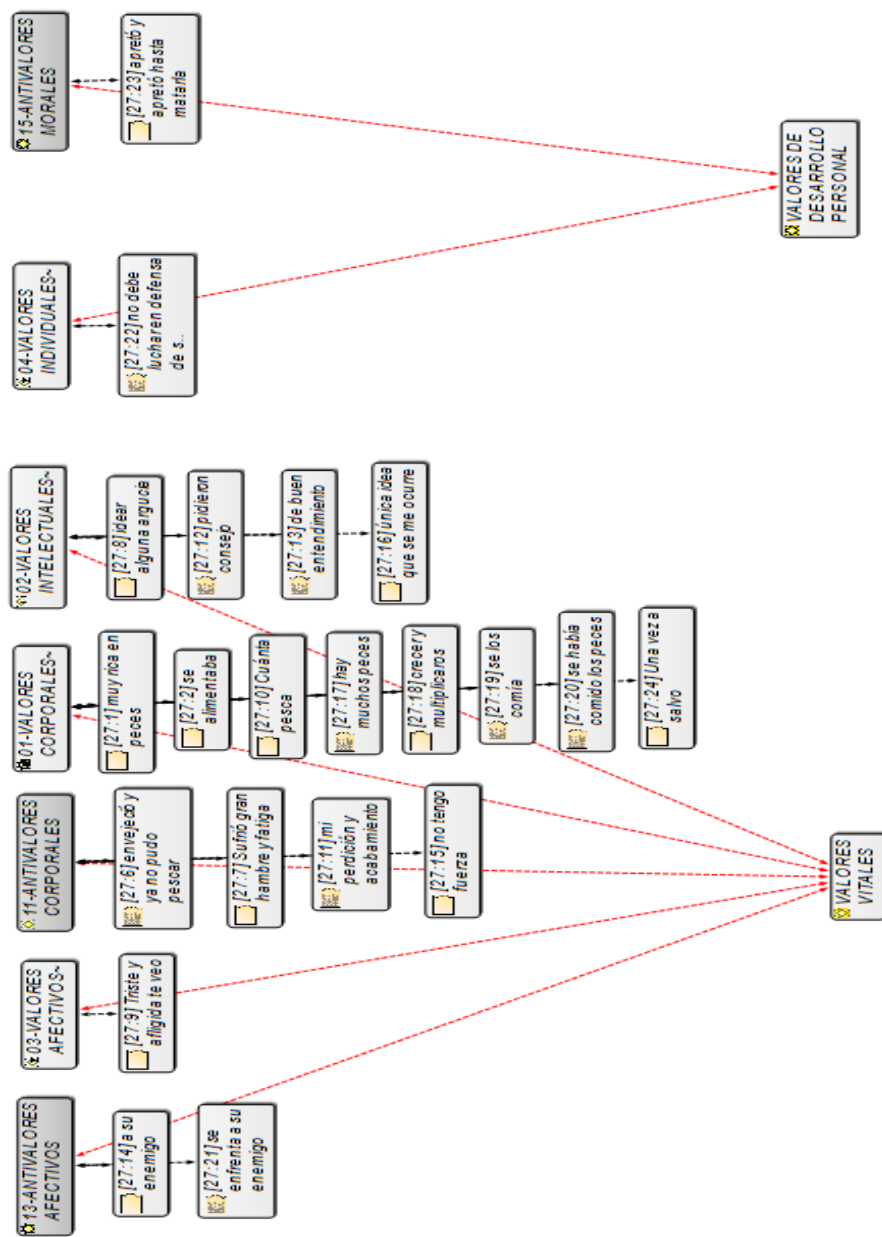 13-ANTIVALORES
AFECTIVOS
[27:14] a su
enemigo
[27:21] se
enfrenta a su
enemigo
03-VALORES
AFECTIVOS~
[27:9] Triste y
afligida te veo
11-ANTIVALORES
CORPORALES
[27:6] envejeció y
ya no pudo
pescar
[27:7] Sufrió gran
hambre y fatiga
[27:11] mi
perdición y
acabamiento
[27:15] no tengo
fuerza
01-VALORES
CORPORALES~
[27:1] muy rica en
peces
[27:2] se
alimentaba
[27:10] Cuánta
pesca
[27:17] hay
muchos peces
[27:18] crecer y
multiplicaros
[27:19] se los
comía
[27:20] se había
comido los peces
[27:24] Una vez a
salvo
02-VALORES
INTELECTUALES~
[27:8] idear
alguna argucia
[27:12] pidieron
consejo
[27:13] de buen
entendimiento
[27:16] única idea
que se me ocurre
04-VALORES
INDIVIDUALES~
[27:22] no debe
luchar en defensa
de s..
15-ANTIVALORES
MORALES
[27:23] apretó y
apretó hasta
matarla
VALORES
VITALES
VALORES DE
DESARROLLO
PERSONAL